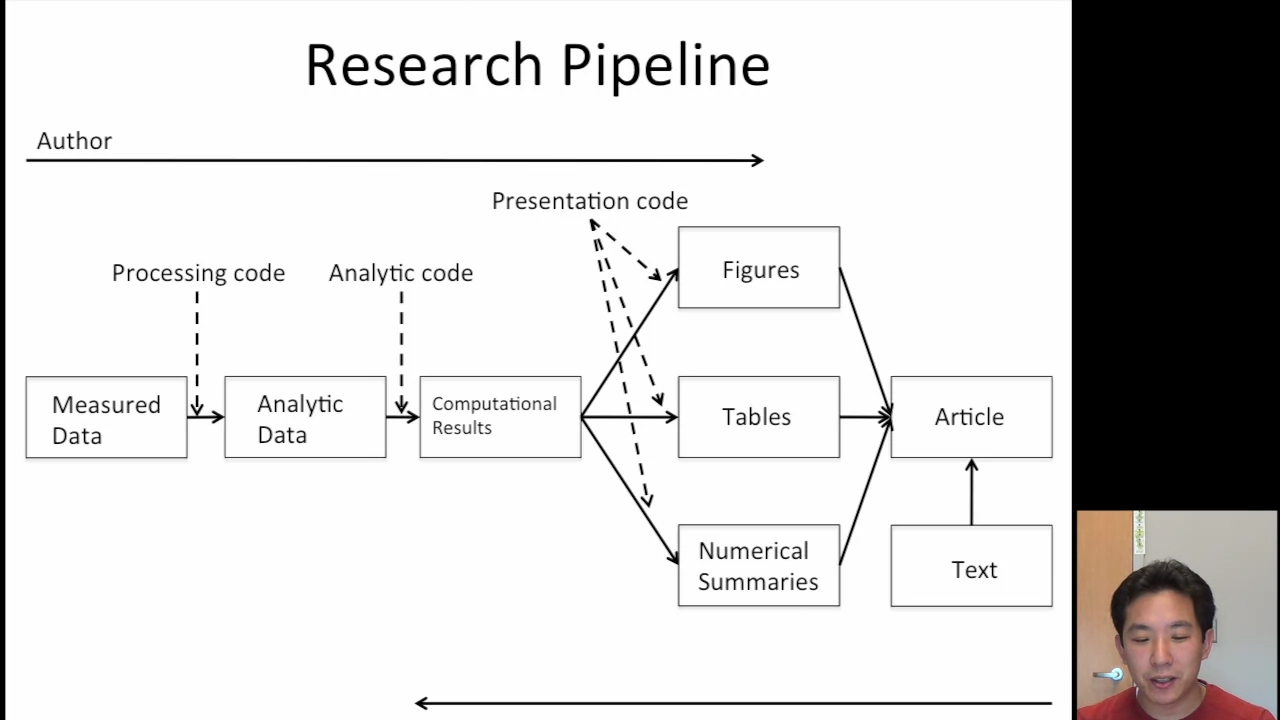 Research Pipeline
Author
Presentation code
Processing code
Analytic code
Figures
Measured
Data
Analytic
Data
Computational
Results
Tables
Article
Numerical
Summaries
Text